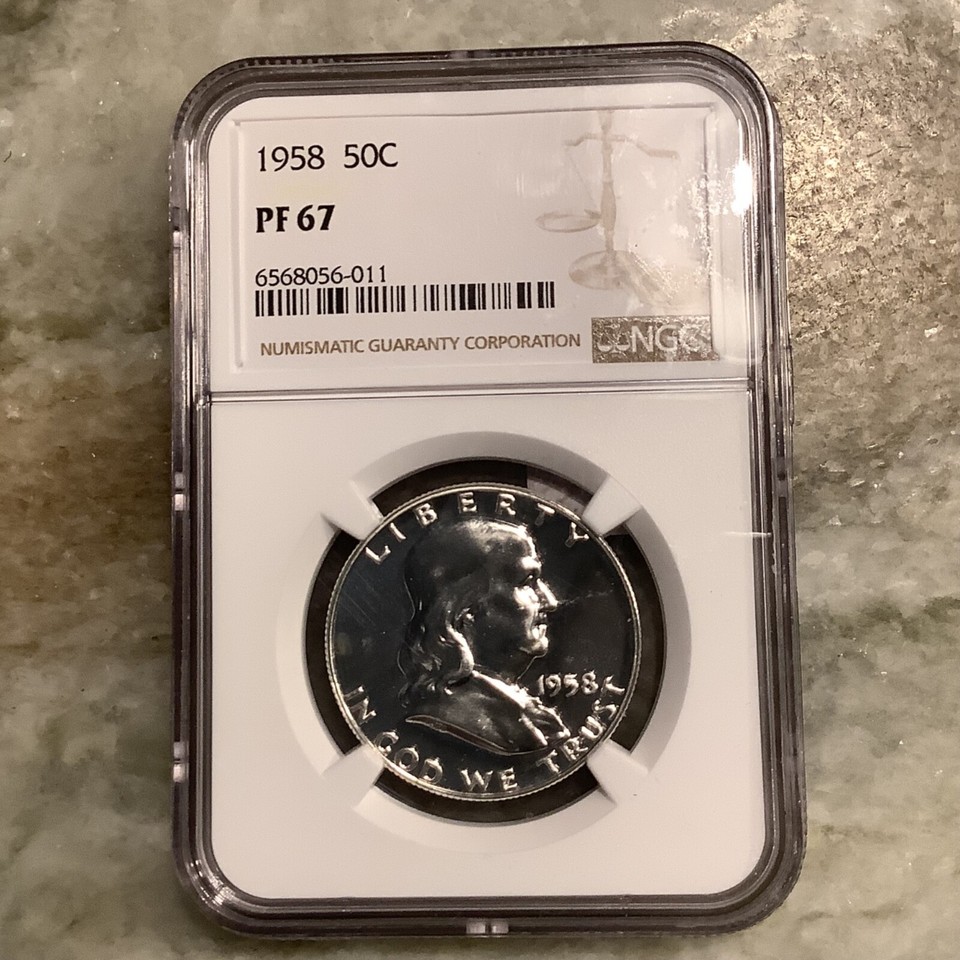 1958 50C
PF 67
6568056-011
NUMISMATIC GUARANTY CORPORATION
NGC
LIBERTY
1958
IN GOD WE TRUST